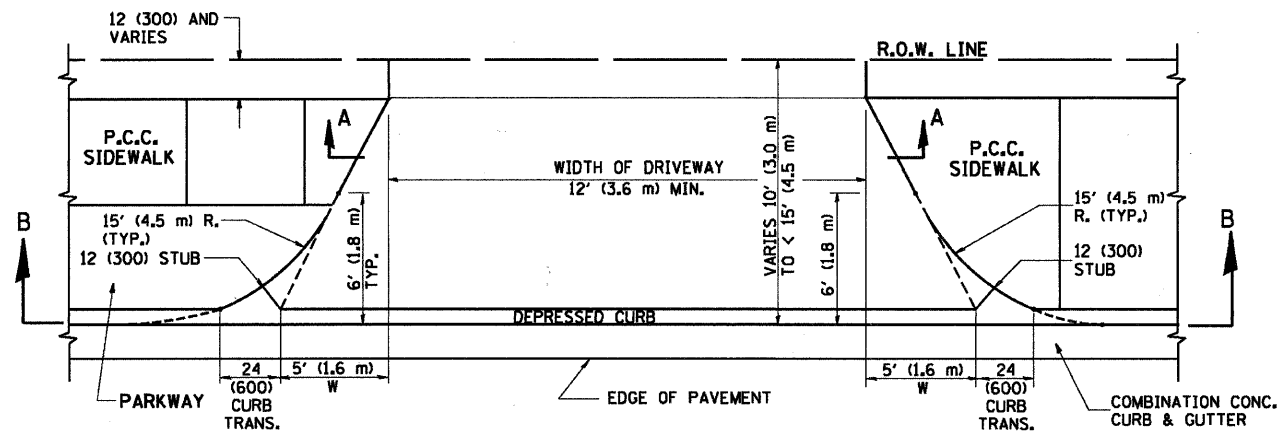 12 (300) AND
VARIES
R.O.W. LINE
A
A
P.C.C.
SIDEWALK
P.C.C.
SIDEWALK
WIDTH OF DRIVEWAY
12' (3.6 m) MIN.
VARIES 10' (3.0 m)
TO < 15' (4.5 m)
B
B
15' (4.5 m) R.
(TYP.)
12 (300) STUB
6' (1.8 m)
TYP.
6' (1.8 m)
15' (4.5 m)
R. (TYP.)
12 (300)
STUB
DEPRESSED CURB
24
(600)
CURB
TRANS.
5' (1.6 m)
W
5' (1.6 m)
W
24
(600)
CURB
TRANS.
PARKWAY
EDGE OF PAVEMENT
COMBINATION CONC.
CURB & GUTTER